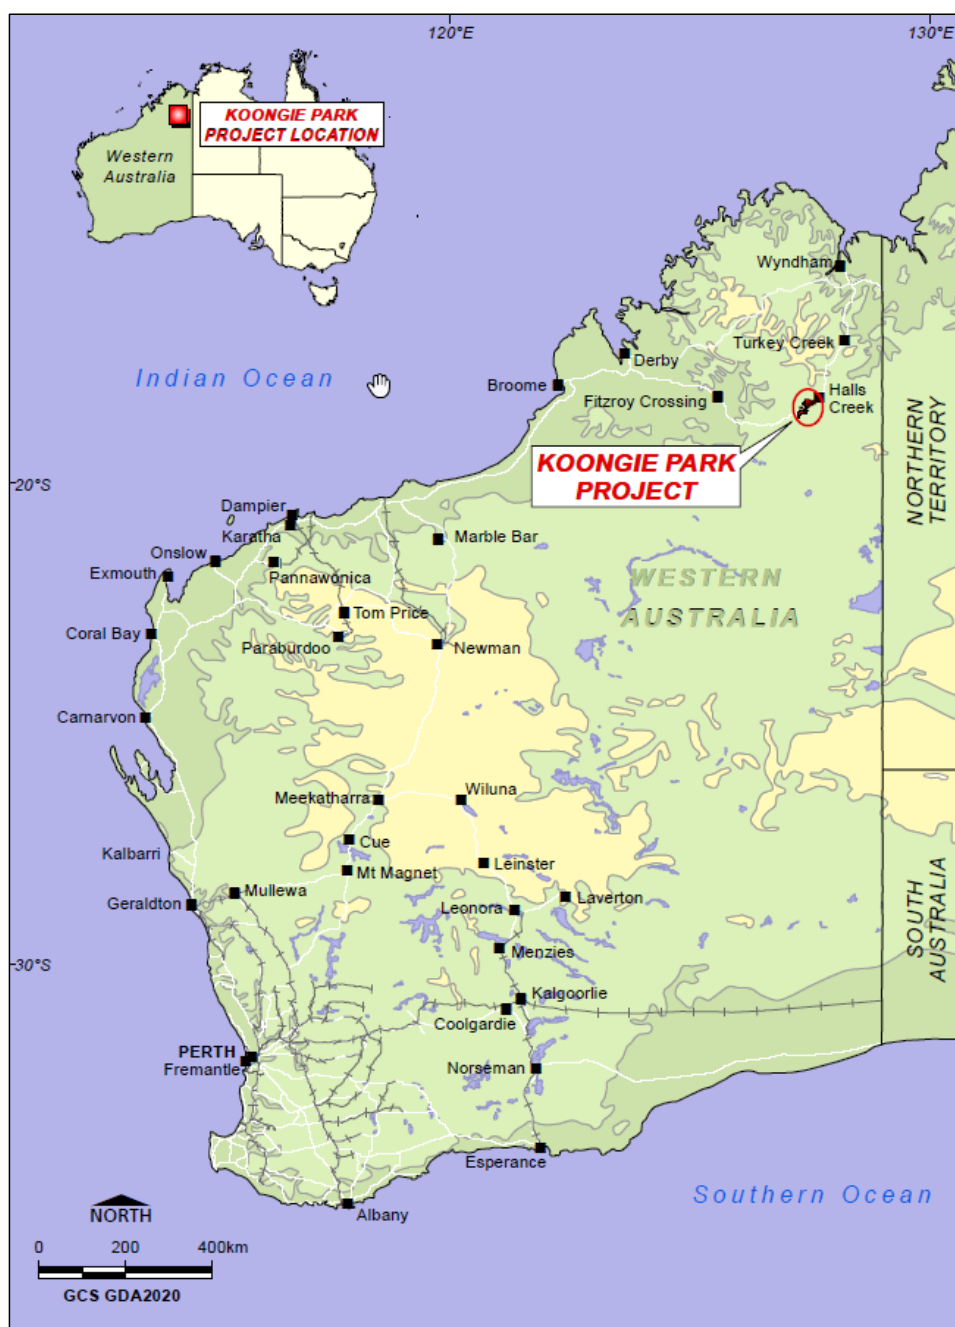 120°E
130°E
KOONGIE PARK
PROJECT LOCATION
Western
Australia
Wyndham
Turkey Creek
Indian Ocean
Derby
Broome
Fitzroy Crossing
Halls
Creek
KOONGIE PARK
PROJECT
NORTHERN
TERRITORY
20°S
Dampier
Karatha
Marble Bar
Onslow
Exmouth
Pannawonica
WESTERN
AUSTRALIA
Tom Price
Coral Bay
Paraburdoo
Newman
Carnarvon
Meekatharra
Wiluna
Cue
Kalbarri
Mt Magnet
Leinster
Mullewa
Geraldton
Leonora
Laverton
SOUTH
AUSTRALIA
Menzies
30°S
Kalgoorlie
Coolgardie
PERTH
Fremantle
Norseman
Esperance
Southern Ocean
NORTH
Albany
0 200 400km
GCS GDA2020